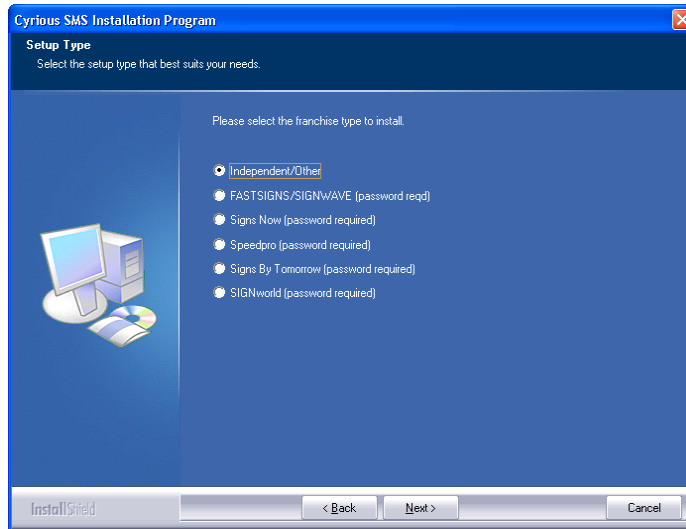 Cyrious SMS Installation Program
Setup Type
Select the setup type that best suits your needs.
Please select the franchise type to install.
Independent/Other
FASTSIGNS/SIGNWAVE (password reqd)
Signs Now (password required)
Speedpro (password required)
Signs By Tomorrow (password required)
SIGNworld (password required)
InstallShield
< Back Next > Cancel